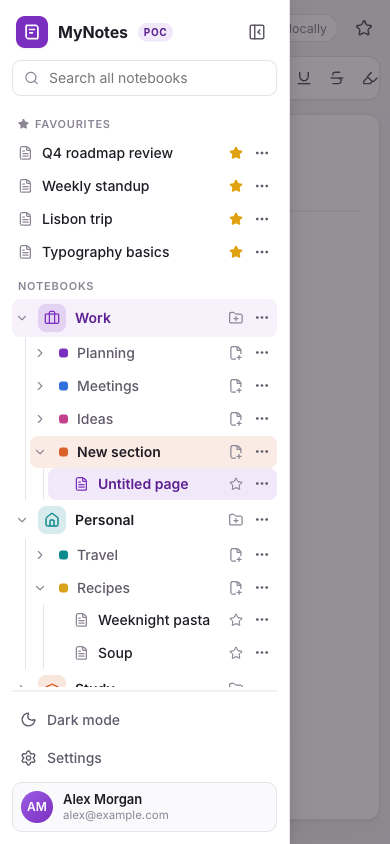 MyNotes POC
locally
Search all notebooks
FAVOURITES
Q4 roadmap review
Weekly standup
Lisbon trip
Typography basics
NOTEBOOKS
Work
Planning
Meetings
Ideas
New section
Untitled page
Personal
Travel
Recipes
Weeknight pasta
Soup
Study
Dark mode
Settings
AM
Alex Morgan
alex@example.com